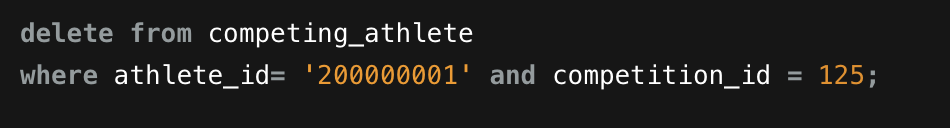 delete from competing_athlete
where athlete_id= '200000001' and competition_id = 125;